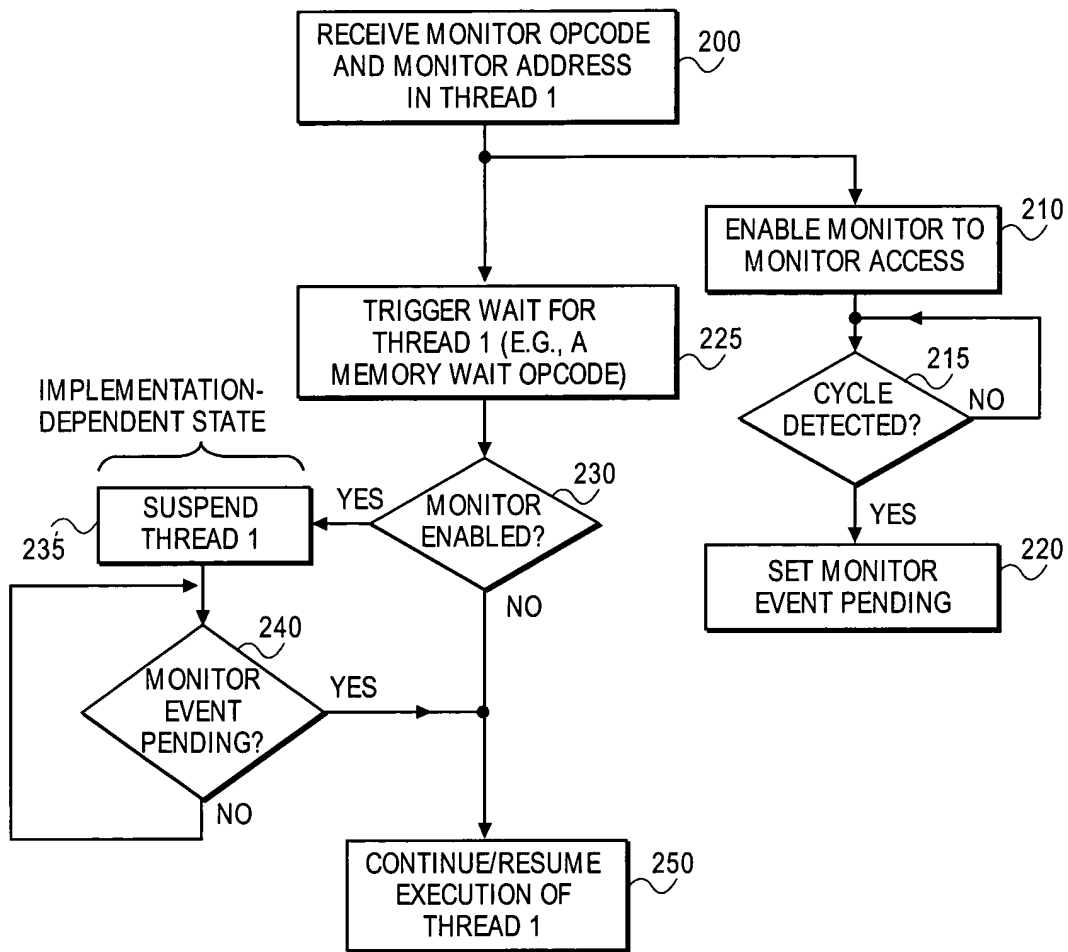 RECEIVE MONITOR OPCODE
AND MONITOR ADDRESS
IN THREAD 1
200
ENABLE MONITOR TO
MONITOR ACCESS
210
TRIGGER WAIT FOR
THREAD 1 (E.G., A
MEMORY WAIT OPCODE)
225
CYCLE
DETECTED?
215
NO
YES
IMPLEMENTATION-
DEPENDENT STATE
SUSPEND
THREAD 1
235
YES
MONITOR
ENABLED?
230
NO
SET MONITOR
EVENT PENDING
220
MONITOR
EVENT
PENDING?
240
YES
NO
CONTINUE/RESUME
EXECUTION OF
THREAD 1
250